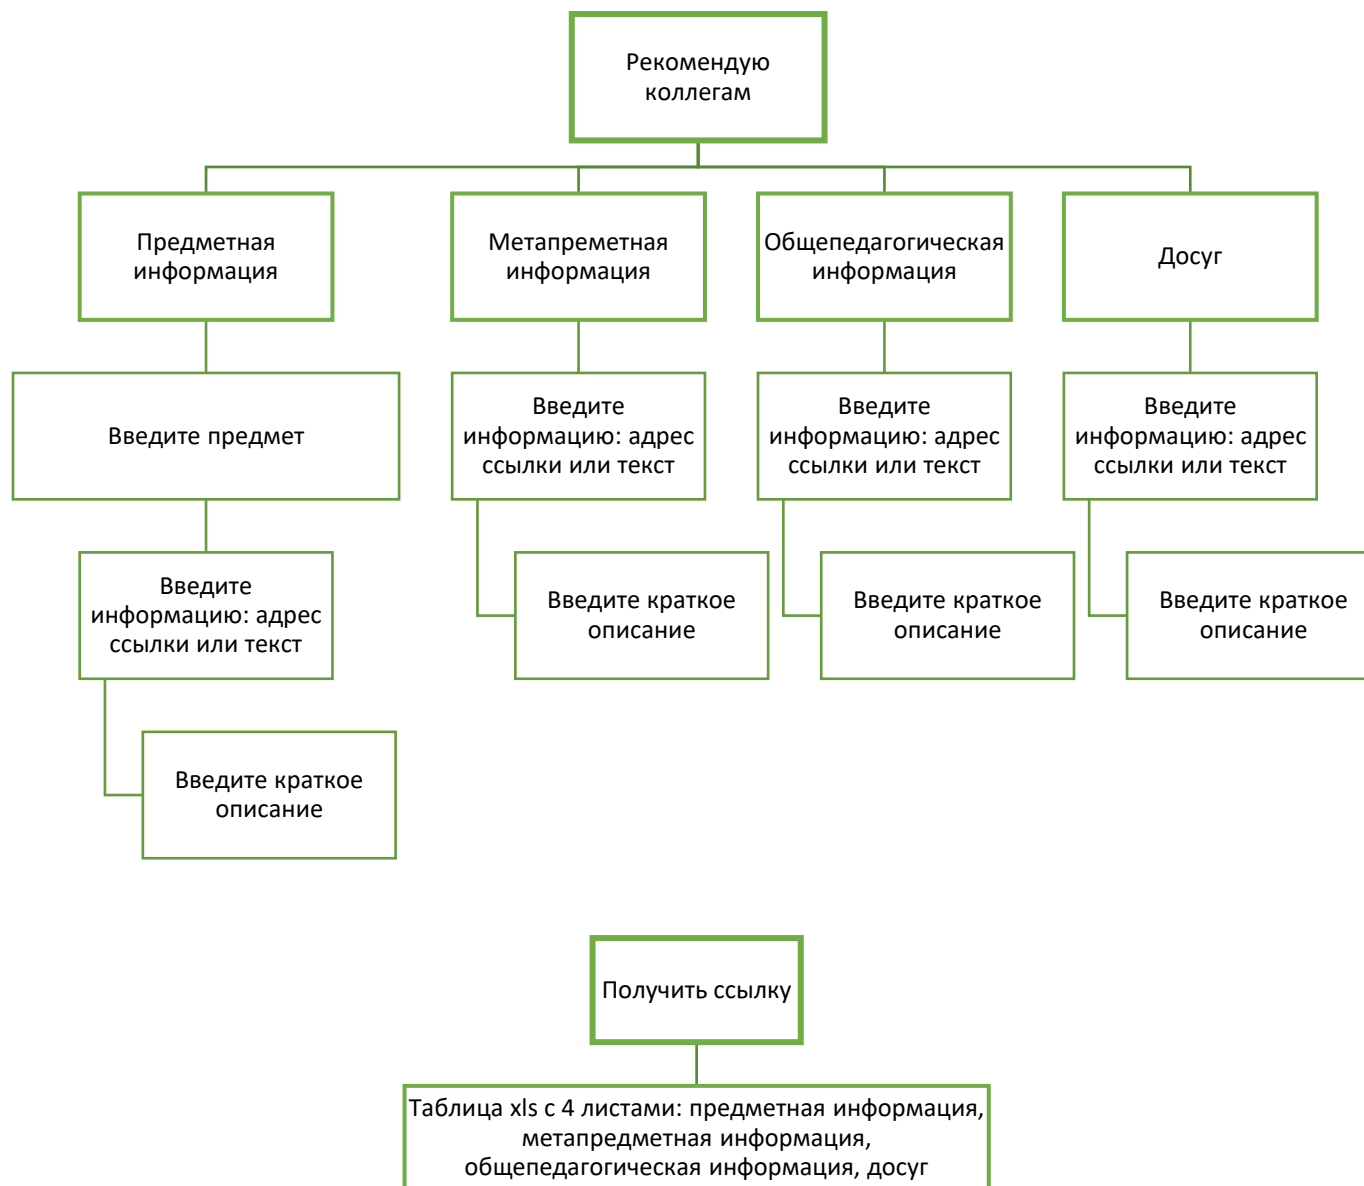 Рекомендую
коллегам
Предметная
информация
Метапреметная
информация
Общепедагогическая
информация
Досуг
Введите предмет
Введите
информацию: адрес
ссылки или текст
Введите
информацию: адрес
ссылки или текст
Введите
информацию: адрес
ссылки или текст
Введите
информацию: адрес
ссылки или текст
Введите краткое
описание
Введите краткое
описание
Введите краткое
описание
Введите краткое
описание
Получить ссылку
Таблица xls с 4 листами: предметная информация,
метапредметная информация,
общепедагогическая информация, досуг